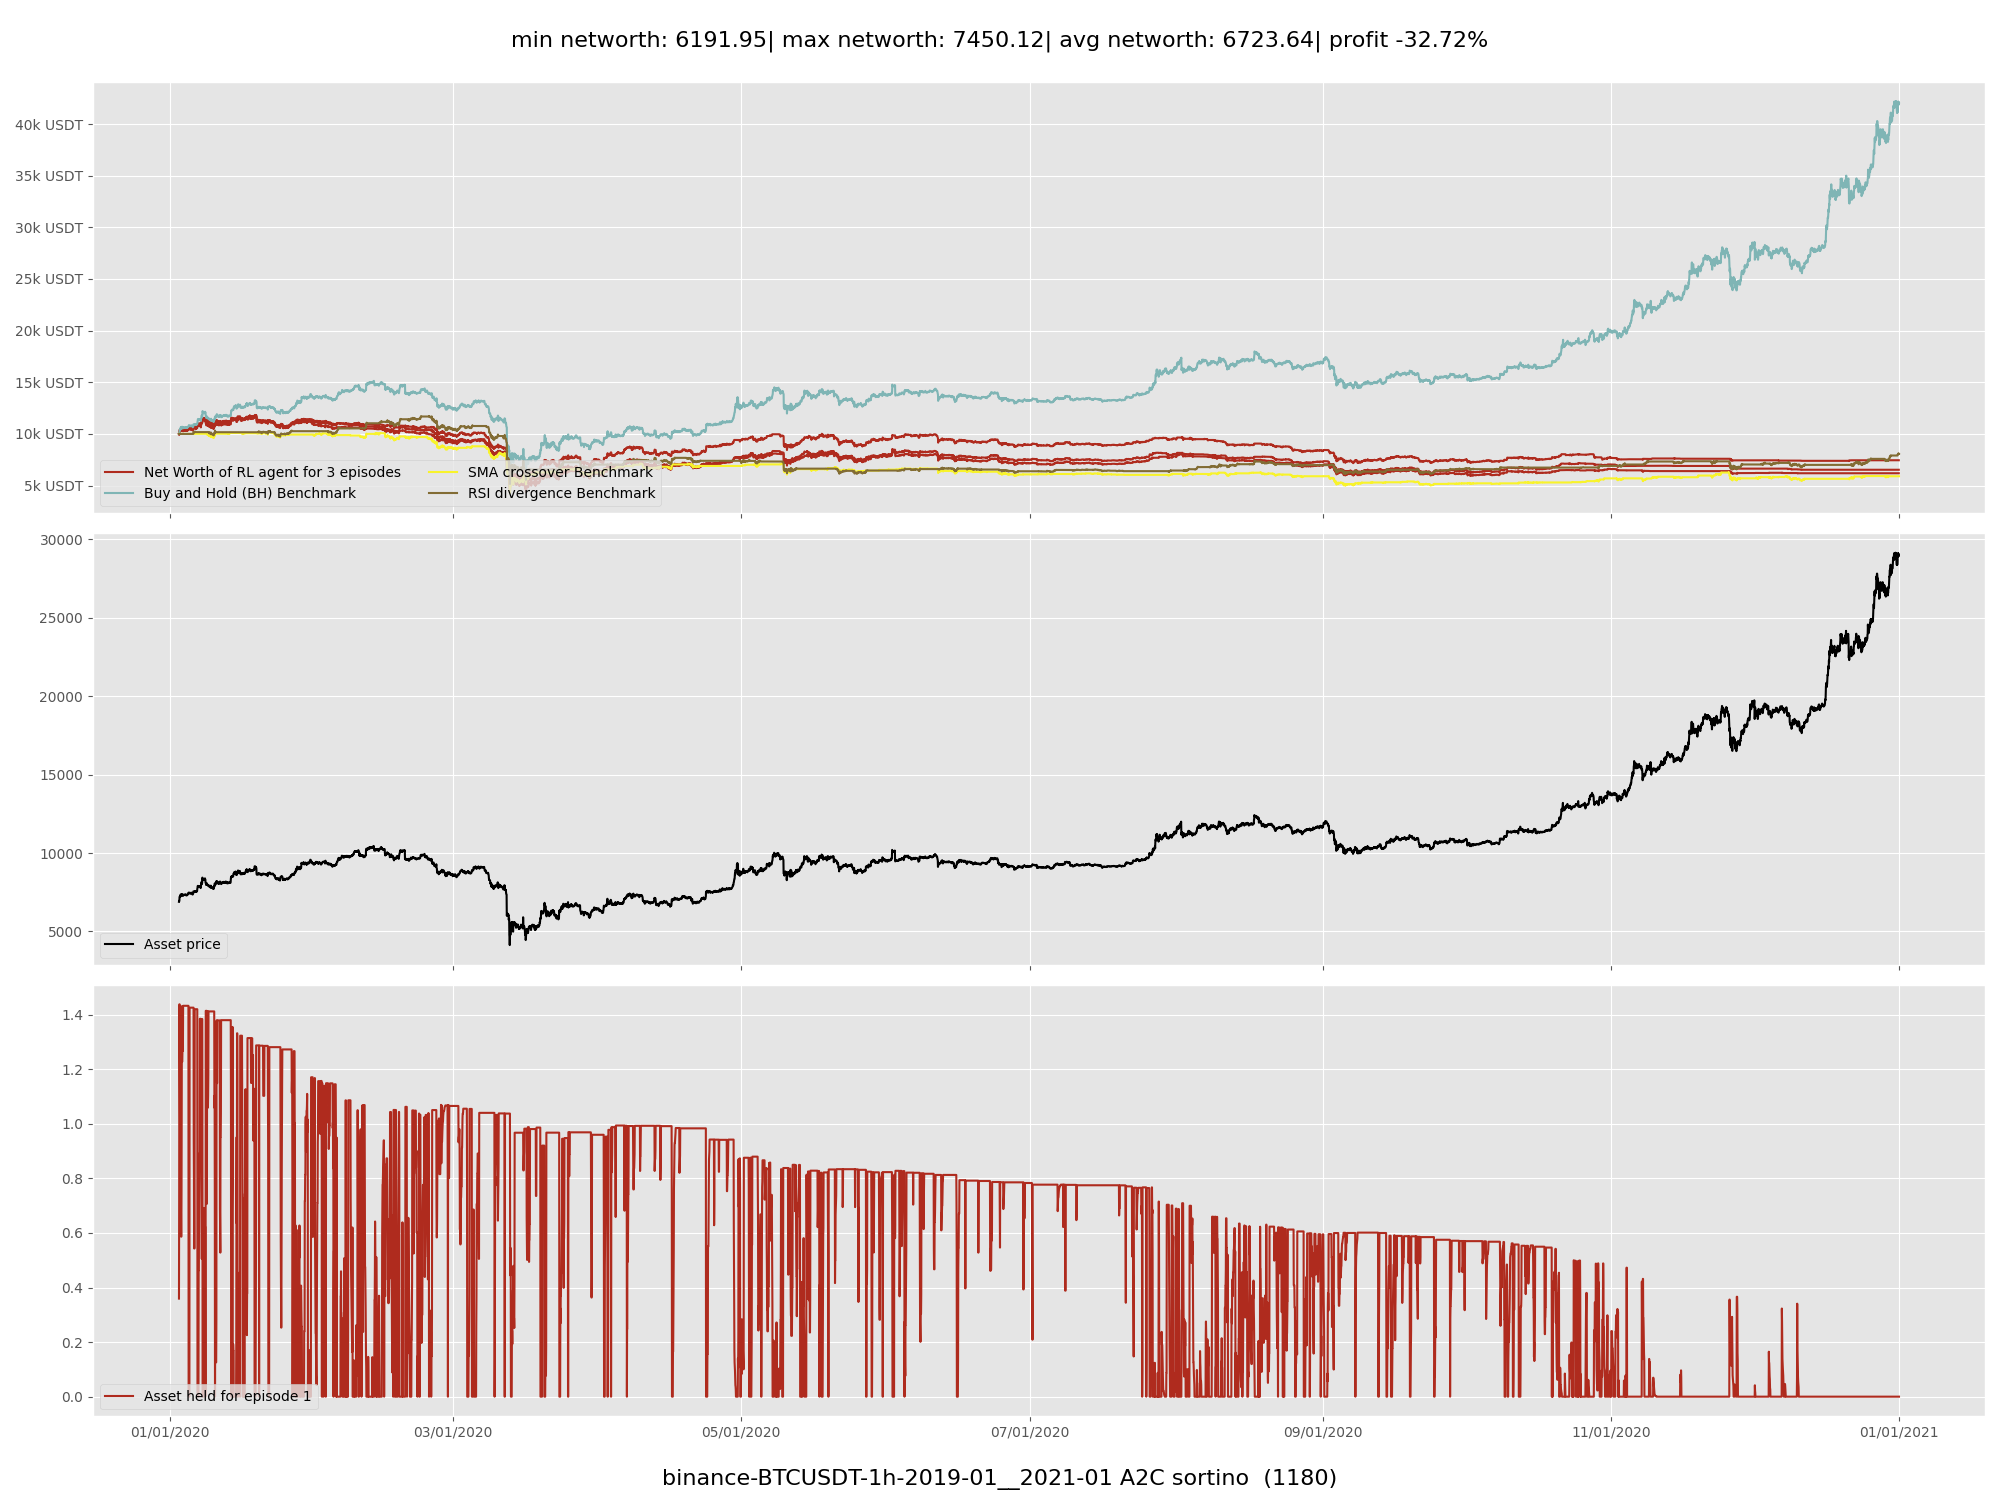 min networth: 6191.95| max networth: 7450.12| avg networth: 6723.64| profit -32.72%
40k USDT
35k USDT
30k USDT
25k USDT
20k USDT
15k USDT
10k USDT
5k USDT
Net Worth of RL agent for 3 episodes
Buy and Hold (BH) Benchmark
SMA crossover Benchmark
RSI divergence Benchmark
30000
25000
20000
15000
10000
5000
Asset price
1.4
1.2
1.0
0.8
0.6
0.4
0.2
0.0
Asset held for episode 1
01/01/2020 03/01/2020 05/01/2020 07/01/2020 09/01/2020 11/01/2020 01/01/2021
binance-BTCUSDT-1h-2019-01__2021-01 A2C sortino (1180)